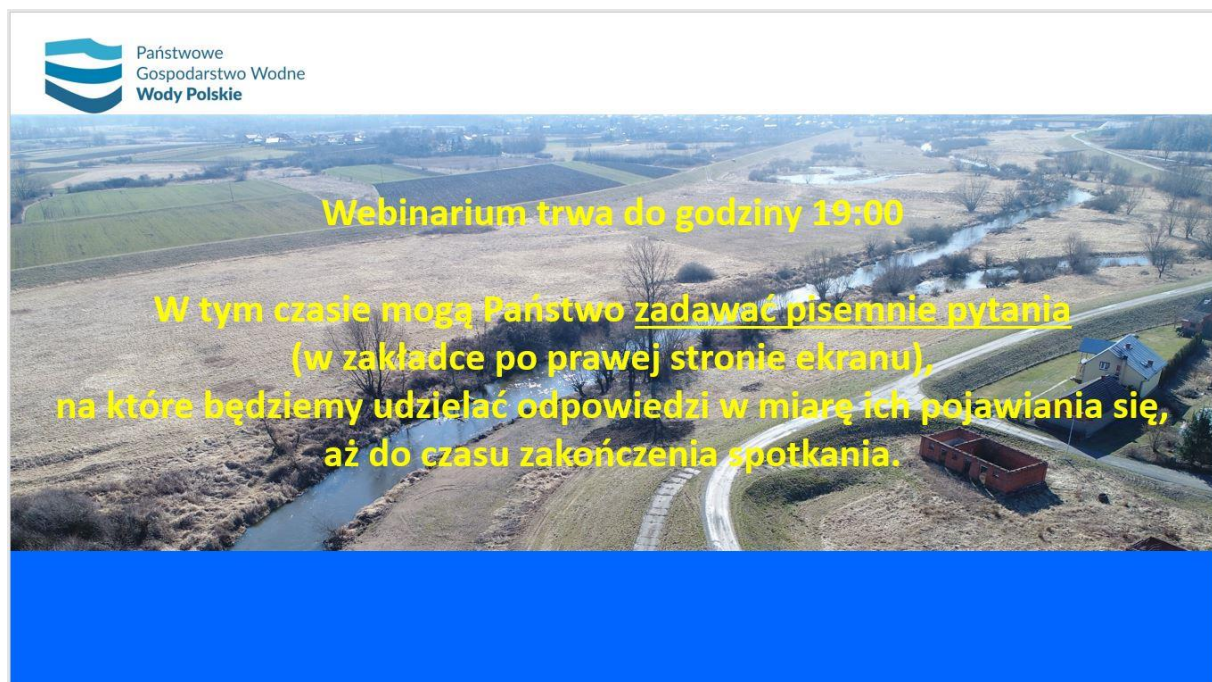 Państwowe
Gospodarstwo Wodne
Wody Polskie
Webinarium trwa do godziny 19:00
W tym czasie mogą Państwo zadawać pisemnie pytania
(w zakładce po prawej stronie ekranu),
na które będziemy udzielać odpowiedzi w miarę ich pojawiania się,
aż do czasu zakończenia spotkania.